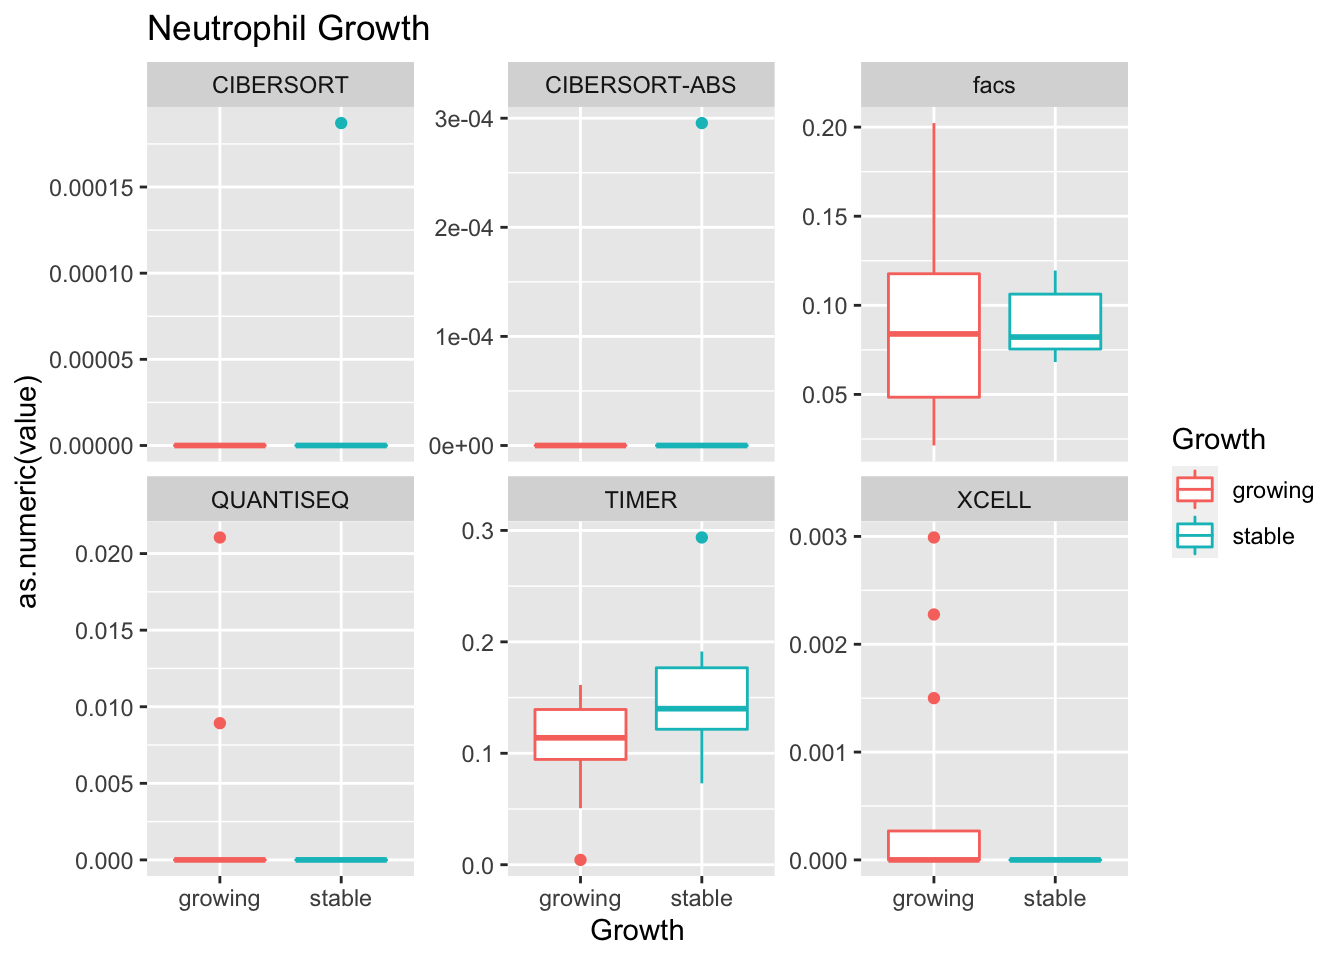 Neutrophil Growth
CIBERSORT
CIBERSORT-ABS
facs
0.00015
0.00010
0.00005
0.00000
3e-04
2e-04
1e-04
0e+00
0.20
0.15
0.10
0.05
QUANTISEQ
TIMER
XCELL
0.020
0.015
0.010
0.005
0.000
0.3
0.2
0.1
0.0
0.003
0.002
0.001
0.000
growing stable
growing stable
growing stable
Growth
as.numeric(value)
Growth
growing
stable